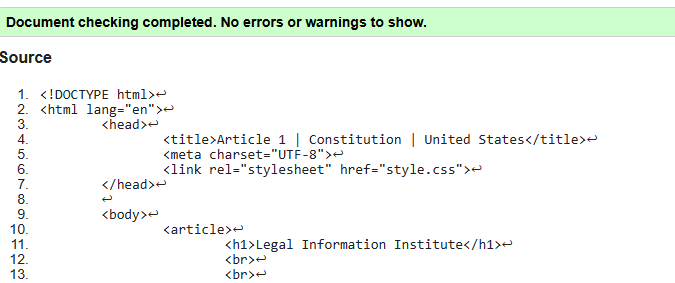 Document checking completed. No errors or warnings to show.
Source
1. <!DOCTYPE html>↩
2. <html lang="en">↩
3. <head>↩
4. <title>Article 1 | Constitution | United States</title>↩
5. <meta charset="UTF-8">↩
6. <link rel="stylesheet" href="style.css">↩
7. </head>↩
8. ↩
9. <body>↩
10. <article>↩
11. <h1>Legal Information Institute</h1>↩
12. <br>↩
13. <br>↩